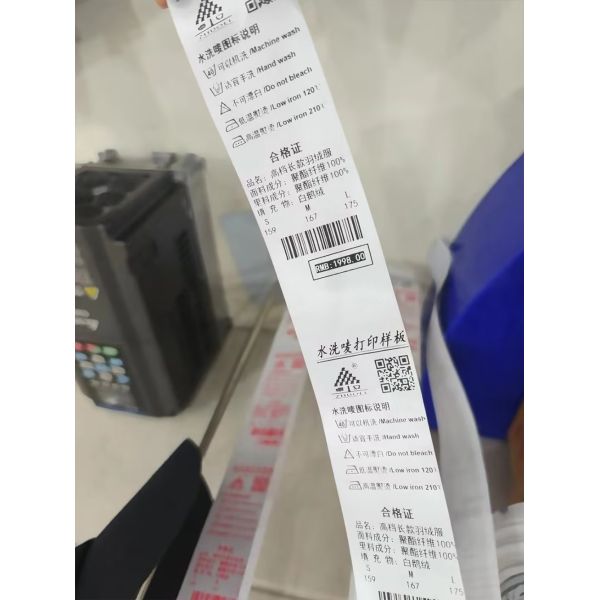 水洗唛图标说明
可以机洗/Machine wash
适宜手洗/Hand wash
不可漂白/Do not bleach
低温熨烫/Low iron 120℃
高温熨烫/Low iron 210℃
合格证
品名：高档长款羽绒服
面料成分：聚酯纤维100%
里料成分：聚酯纤维100%
填 充 物：白鹅绒
S M L
159 167 175
RMB:1998.00
水洗唛打印样板
®
水洗唛图标说明
可以机洗/Machine wash
适宜手洗/Hand wash
不可漂白/Do not bleach
低温熨烫/Low iron 120℃
高温熨烫/Low iron 210℃
合格证
品名：高档长款羽绒服
面料成分：聚酯纤维100%
里料成分：聚酯纤维100%
填 充 物：白鹅绒
S M L
159 167 175